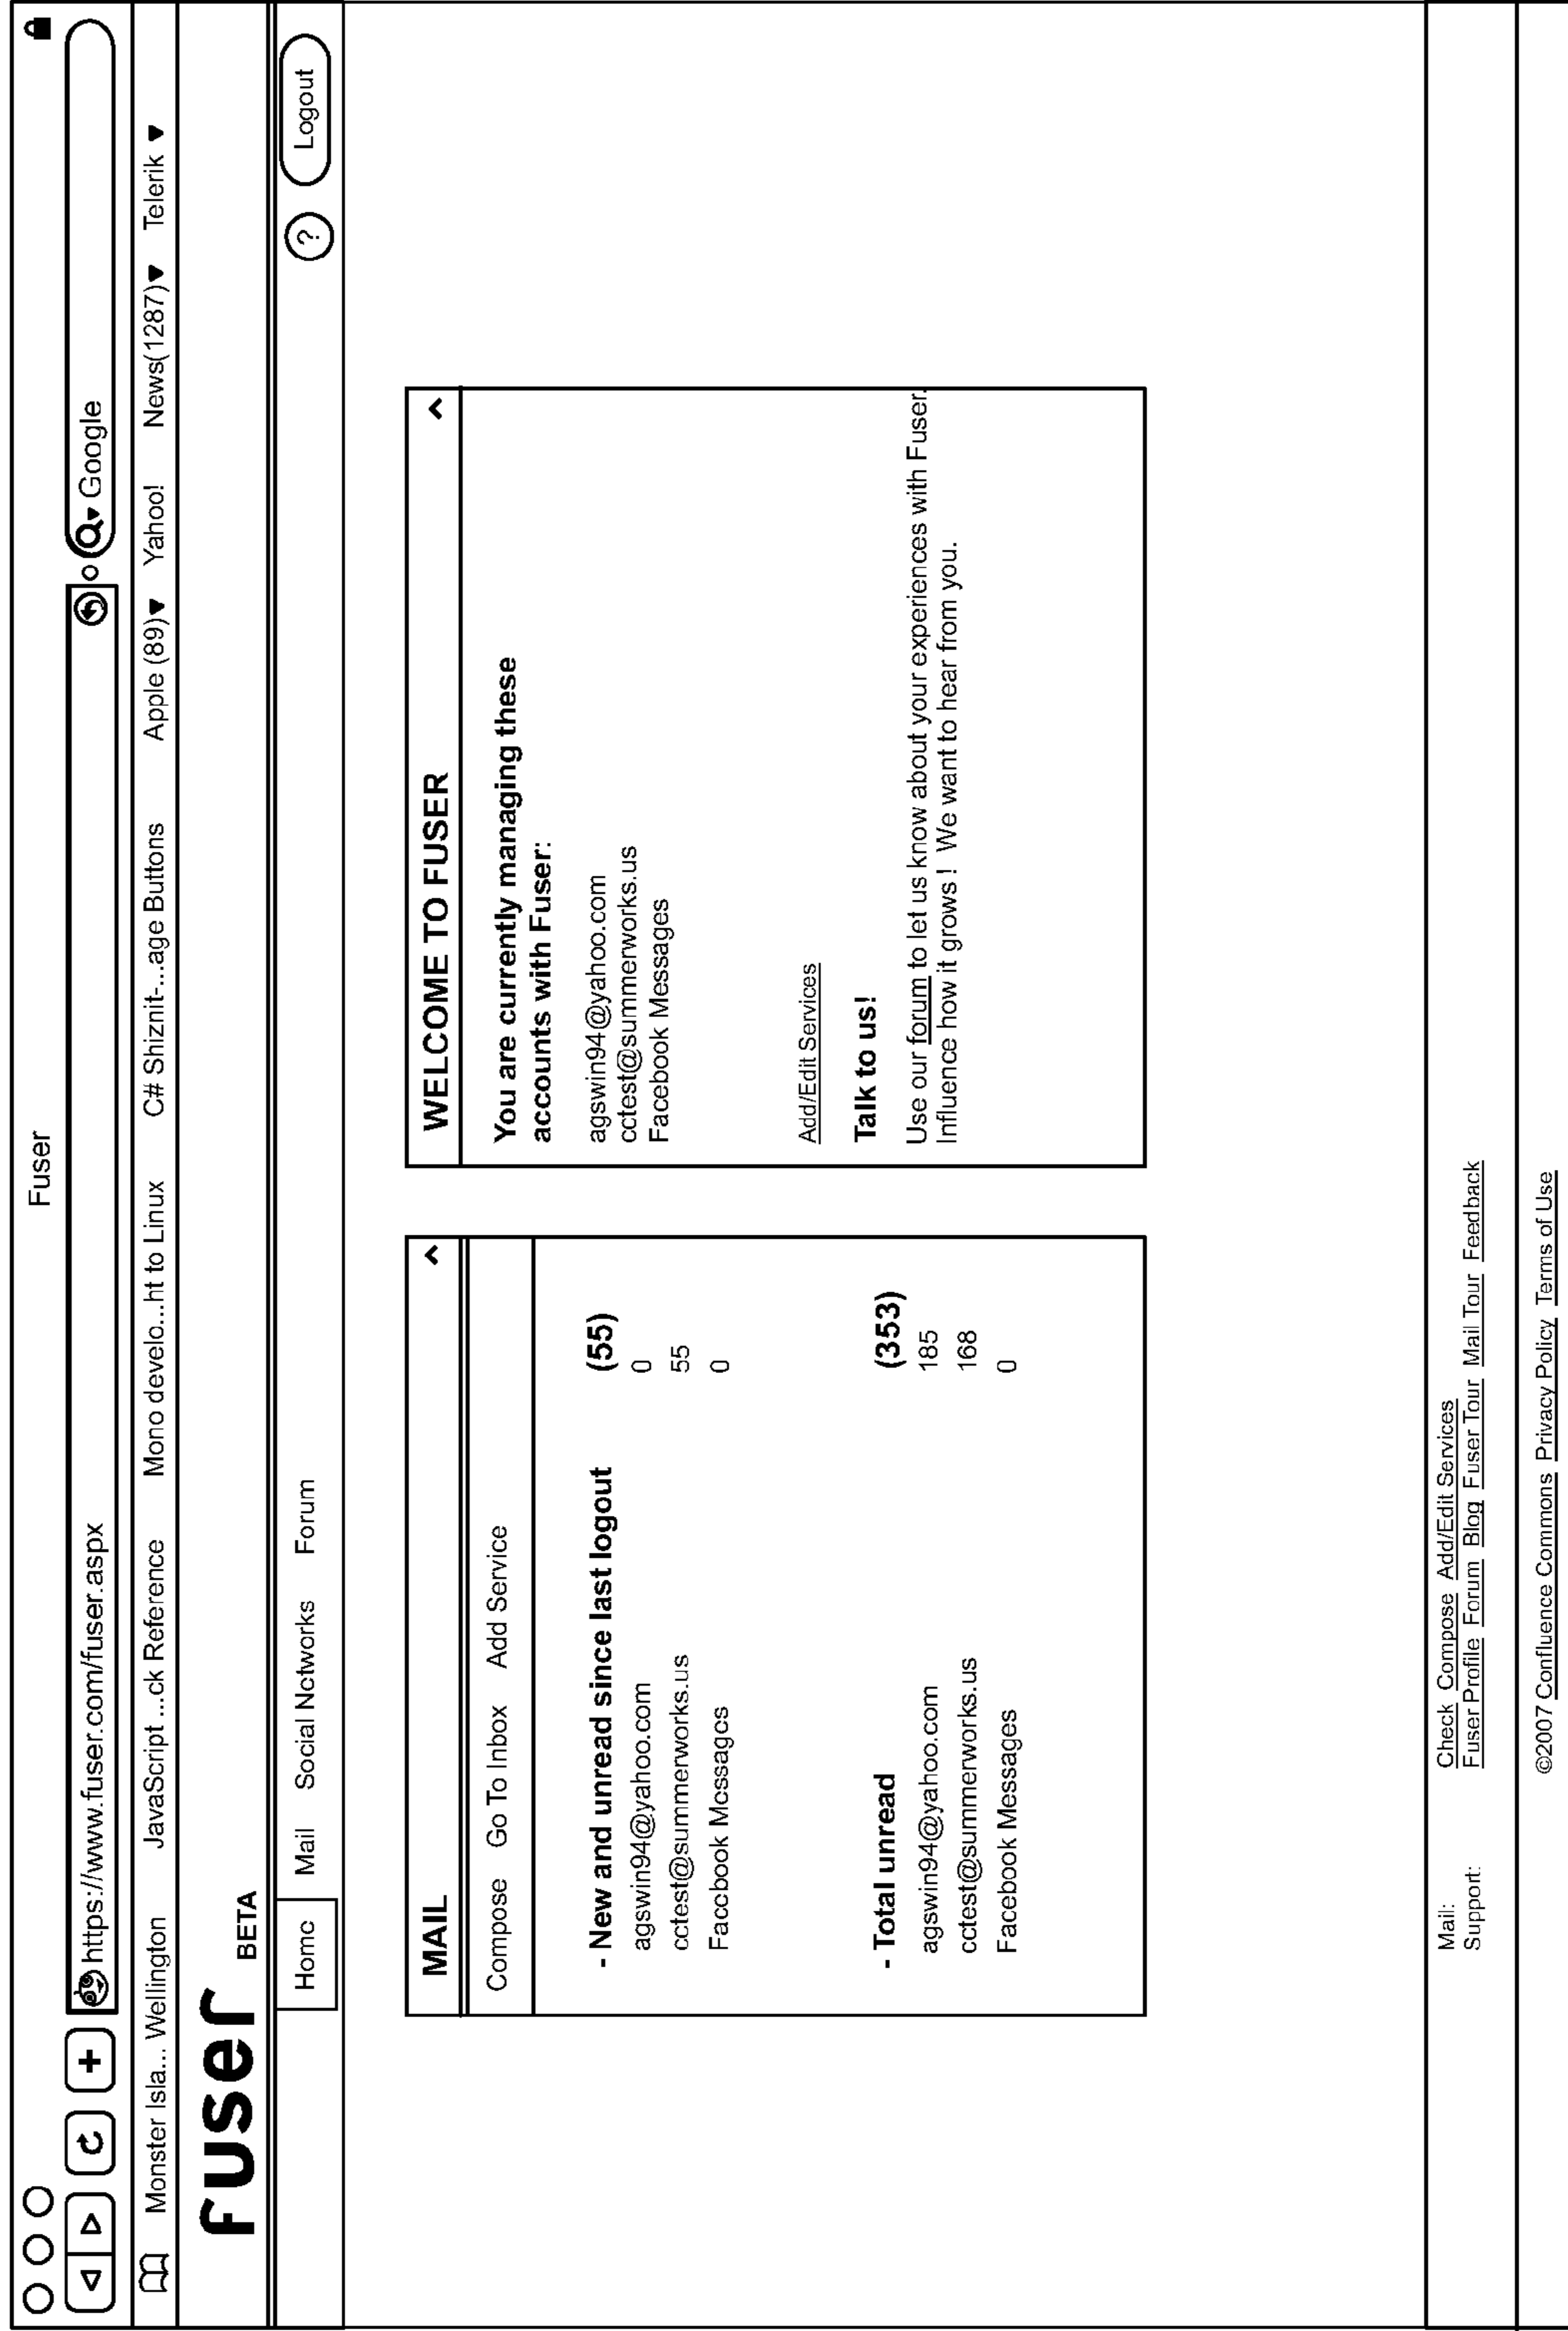 Fuser
https://www.fuser.com/fuser.aspx
Google
Monster Isla... Wellington JavaScript ...ck Reference Mono develo...ht to Linux C# Shiznit-...age Buttons Apple (89) Yahoo! News(1287) Telerik
fuser BETA
Home Mail Social Networks Forum ? Logout
MAIL
Compose Go To Inbox Add Service
- New and unread since last logout (55)
agswin94@yahoo.com 0
cctest@summerworks.us 55
Facebook Messages 0
- Total unread (353)
agswin94@yahoo.com 185
cctest@summerworks.us 168
Facebook Messages 0
WELCOME TO FUSER
You are currently managing these
accounts with Fuser:
agswin94@yahoo.com
cctest@summerworks.us
Facebook Messages
Add/Edit Services
Talk to us!
Use our forum to let us know about your experiences with Fuser.
Influence how it grows ! We want to hear from you.
Mail: Check Compose Add/Edit Services
Support: Fuser Profile Forum Blog Fuser Tour Mail Tour Feedback
©2007 Confluence Commons Privacy Policy Terms of Use